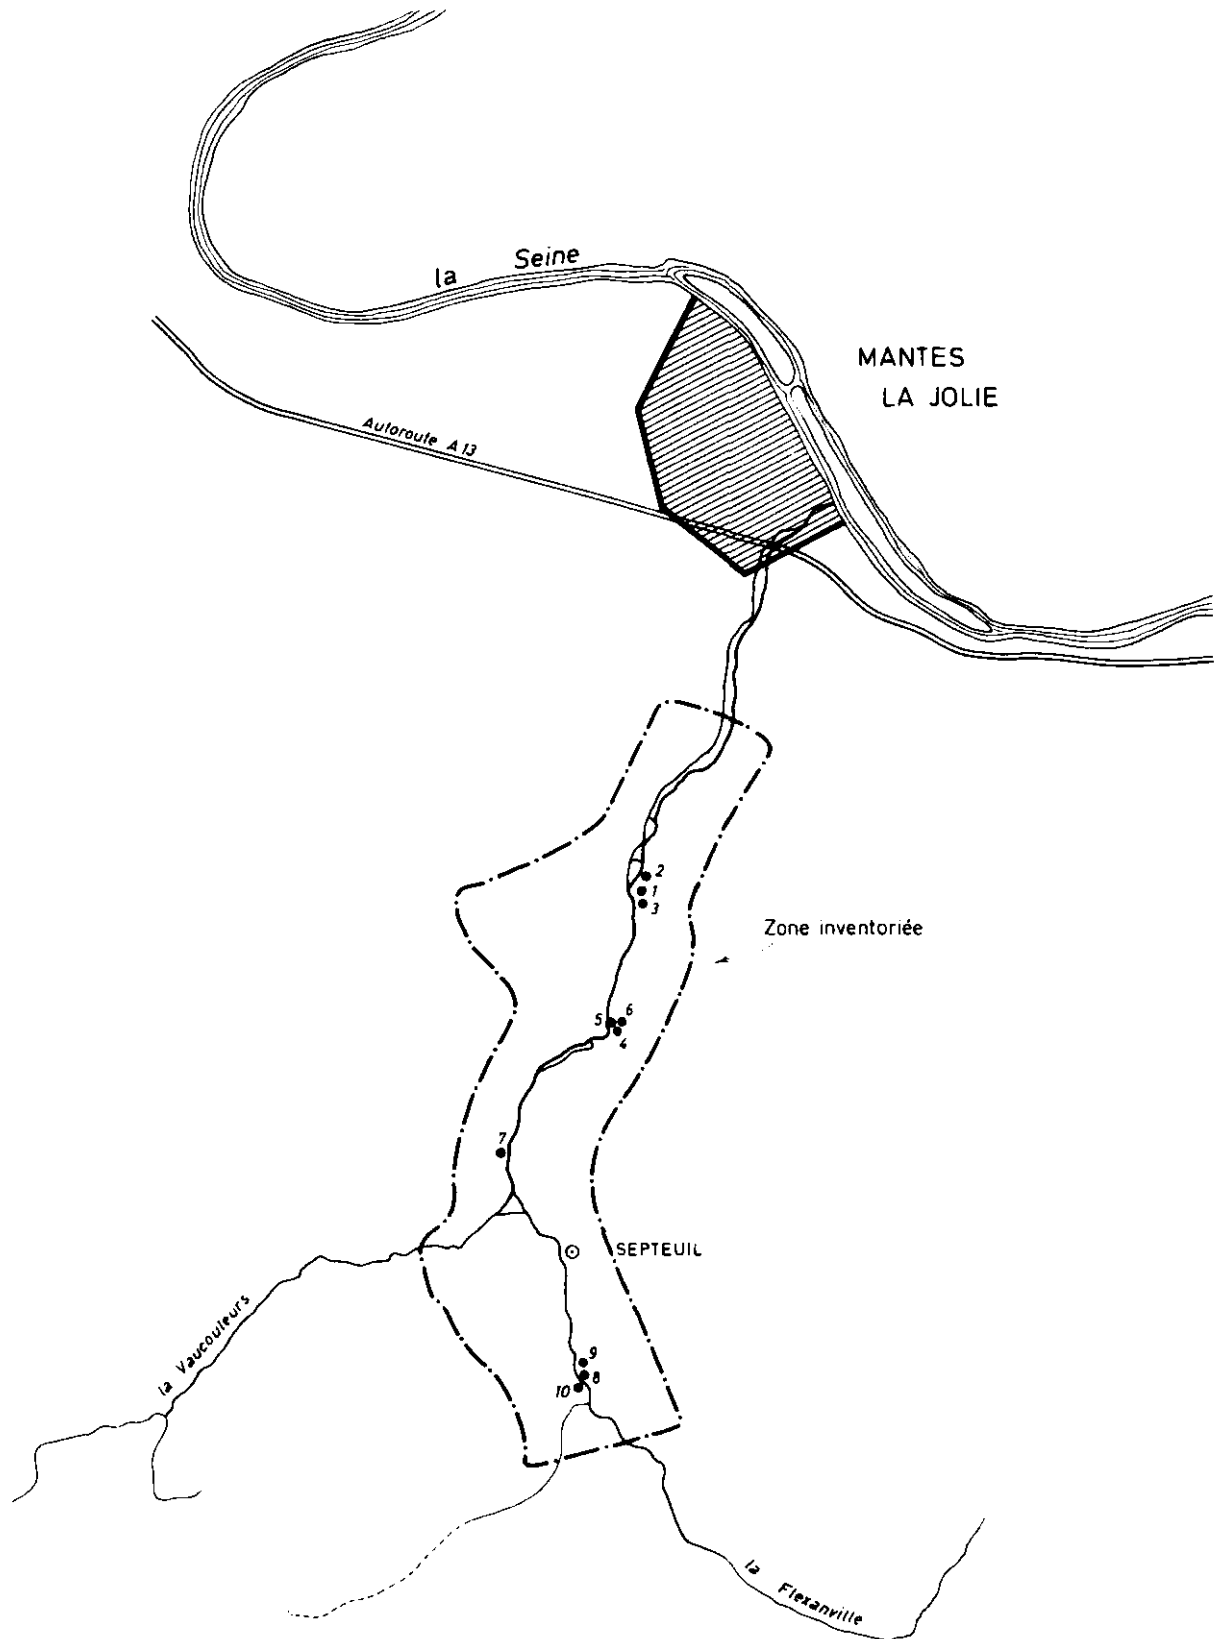 la Seine
MANTES
LA JOLIE
Autoroute A13
2
1
3
Zone inventoriée
5 6
4
7
SEPTEUIL
la Vaucouleurs
9
8
10
la Flexanville